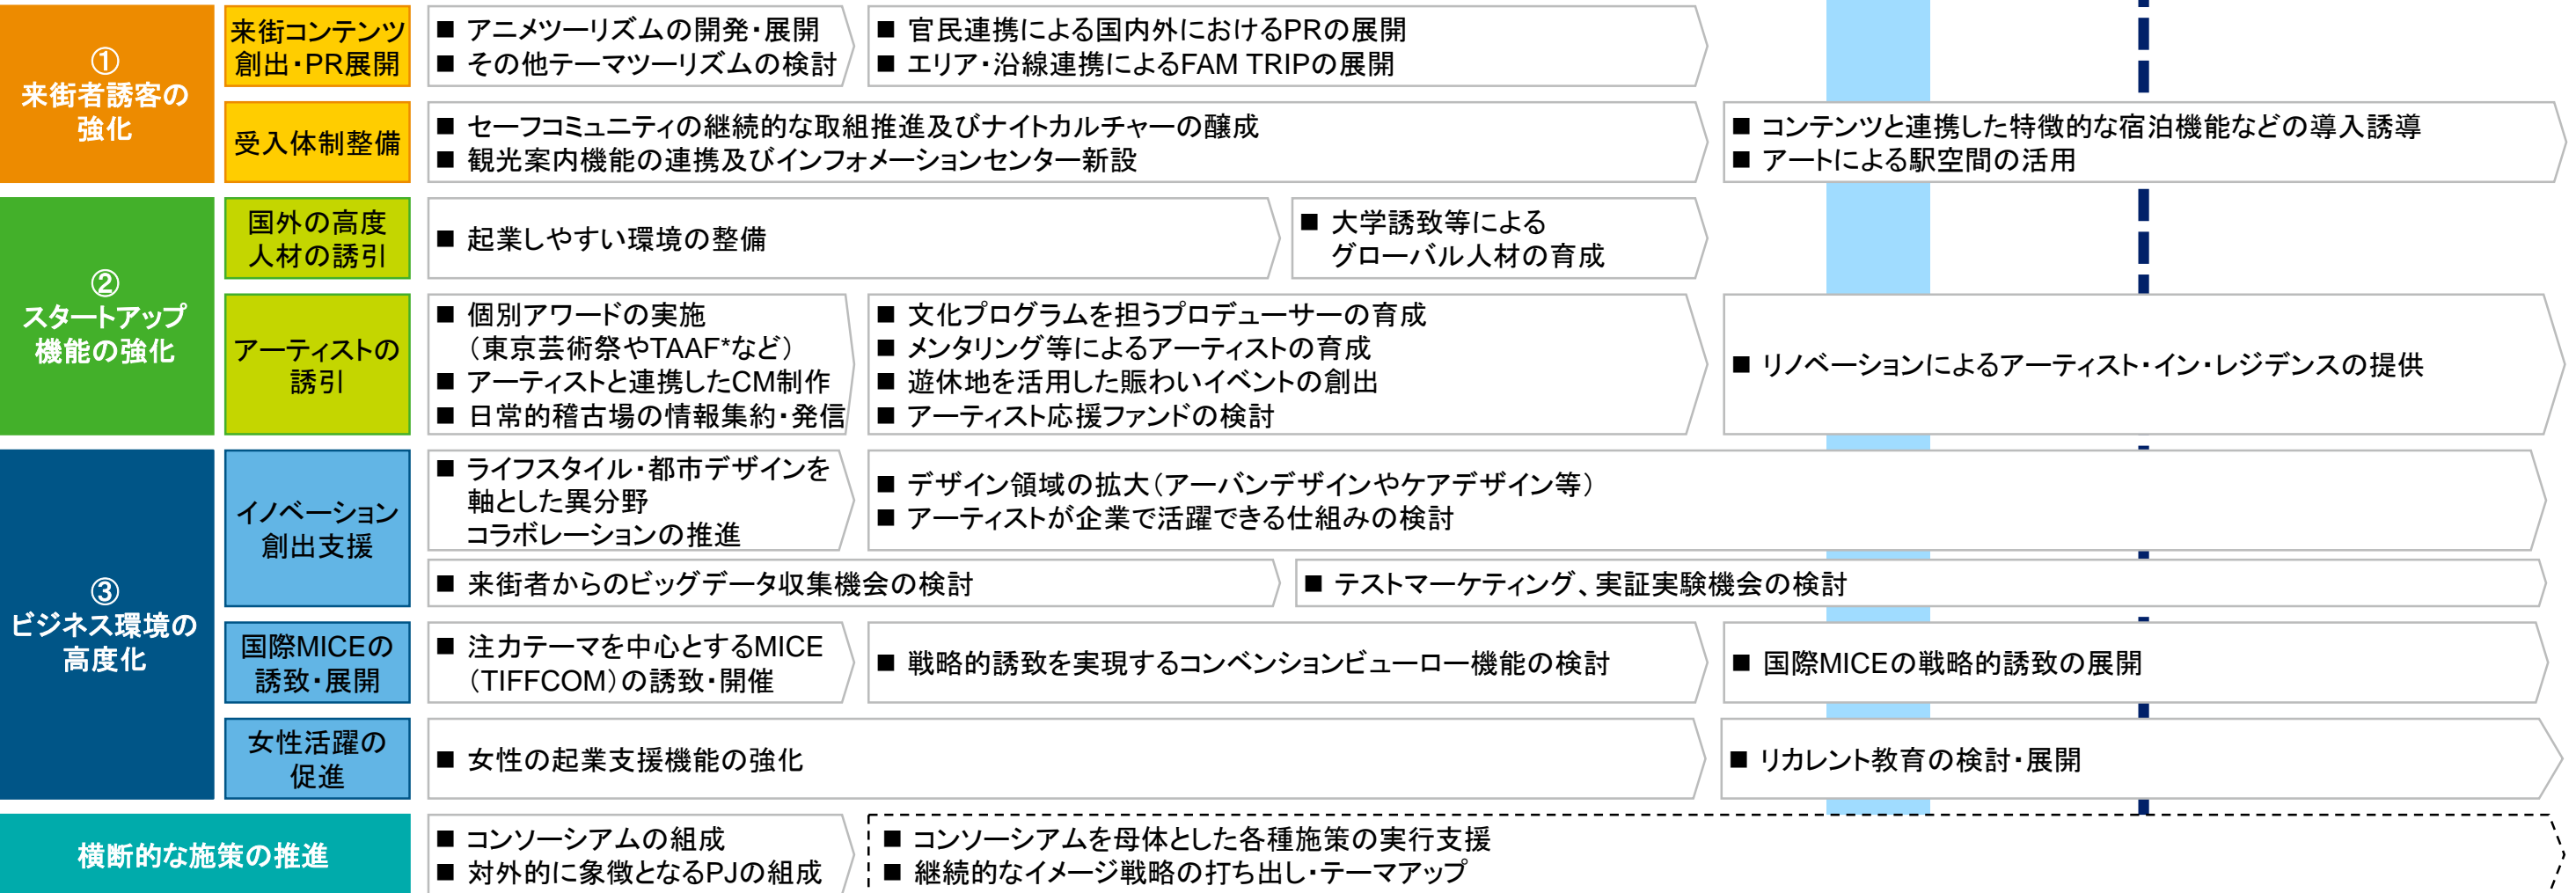 ①
来街者誘客の
強化
来街コンテンツ
創出・PR展開
■ アニメツーリズムの開発・展開
■ その他テーマツーリズムの検討
■ 官民連携による国内外におけるPRの展開
■ エリア・沿線連携によるFAM TRIPの展開
受入体制整備
■ セーフコミュニティの継続的な取組推進及びナイトカルチャーの醸成
■ 観光案内機能の連携及びインフォメーションセンター新設
■ コンテンツと連携した特徴的な宿泊機能などの導入誘導
■ アートによる駅空間の活用
②
スタートアップ
機能の強化
国外の高度
人材の誘引
■ 起業しやすい環境の整備
■ 大学誘致等による
グローバル人材の育成
アーティストの
誘引
■ 個別アワードの実施
（東京芸術祭やTAAF*など）
■ アーティストと連携したCM制作
■ 日常的稽古場の情報集約・発信
■ 文化プログラムを担うプロデューサーの育成
■ メンタリング等によるアーティストの育成
■ 遊休地を活用した賑わいイベントの創出
■ アーティスト応援ファンドの検討
■ リノベーションによるアーティスト・イン・レジデンスの提供
③
ビジネス環境の
高度化
イノベーション
創出支援
■ ライフスタイル・都市デザインを
軸とした異分野
コラボレーションの推進
■ デザイン領域の拡大（アーバンデザインやケアデザイン等）
■ アーティストが企業で活躍できる仕組みの検討
■ 来街者からのビッグデータ収集機会の検討
■ テストマーケティング、実証実験機会の検討
国際MICEの
誘致・展開
■ 注力テーマを中心とするMICE
（TIFFCOM）の誘致・開催
■ 戦略的誘致を実現するコンベンションビューロー機能の検討
■ 国際MICEの戦略的誘致の展開
女性活躍の
促進
■ 女性の起業支援機能の強化
■ リカレント教育の検討・展開
横断的な施策の推進
■ コンソーシアムの組成
■ 対外的に象徴となるPJの組成
■ コンソーシアムを母体とした各種施策の実行支援
■ 継続的なイメージ戦略の打ち出し・テーマアップ